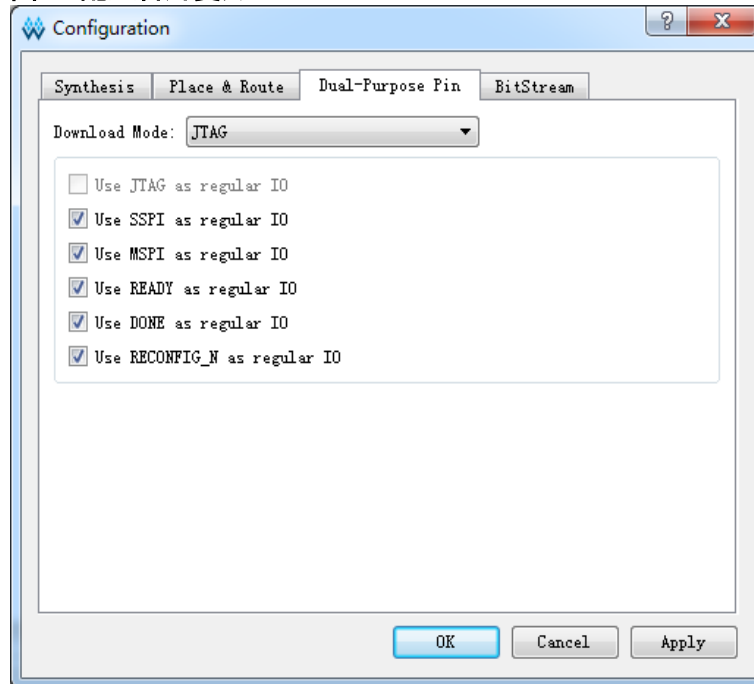 Configuration
Synthesis
Place & Route
Dual-Purpose Pin
BitStream
Download Mode: JTAG
Use JTAG as regular IO
Use SSPI as regular IO
Use MSPI as regular IO
Use READY as regular IO
Use DONE as regular IO
Use RECONFIG_N as regular IO
OK
Cancel
Apply